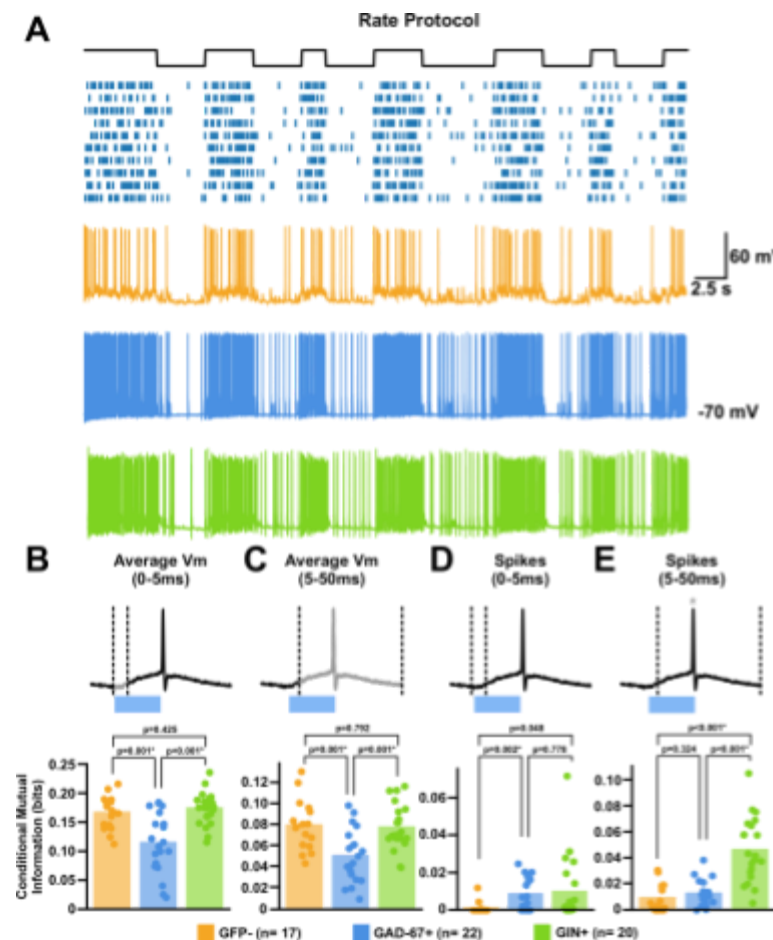 A
Rate Protocol
60 mV
2.5 s
-70 mV
B
Average Vm
(0-5ms)
C
Average Vm
(5-50ms)
D
Spikes
(0-5ms)
E
Spikes
(5-50ms)
p=0.425
p=0.001*
p=0.001*
p=0.792
p=0.001*
p=0.001*
p=0.002*
p=0.778
p<0.001*
p=0.324
p=0.001*
Conditional Mutual
Information (bits)
0.25
0.20
0.15
0.10
0.05
0
0.12
0.10
0.08
0.06
0.04
0.02
0
0.06
0.04
0.02
0
0.10
0.08
0.06
0.04
0.02
0
GFP- (n= 17)
GAD-67+ (n= 22)
GIN+ (n= 20)